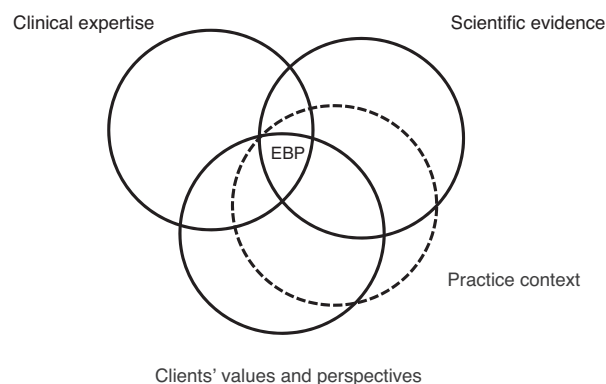 Clinical expertise
Scientific evidence
EBP
Practice context
Clients' values and perspectives